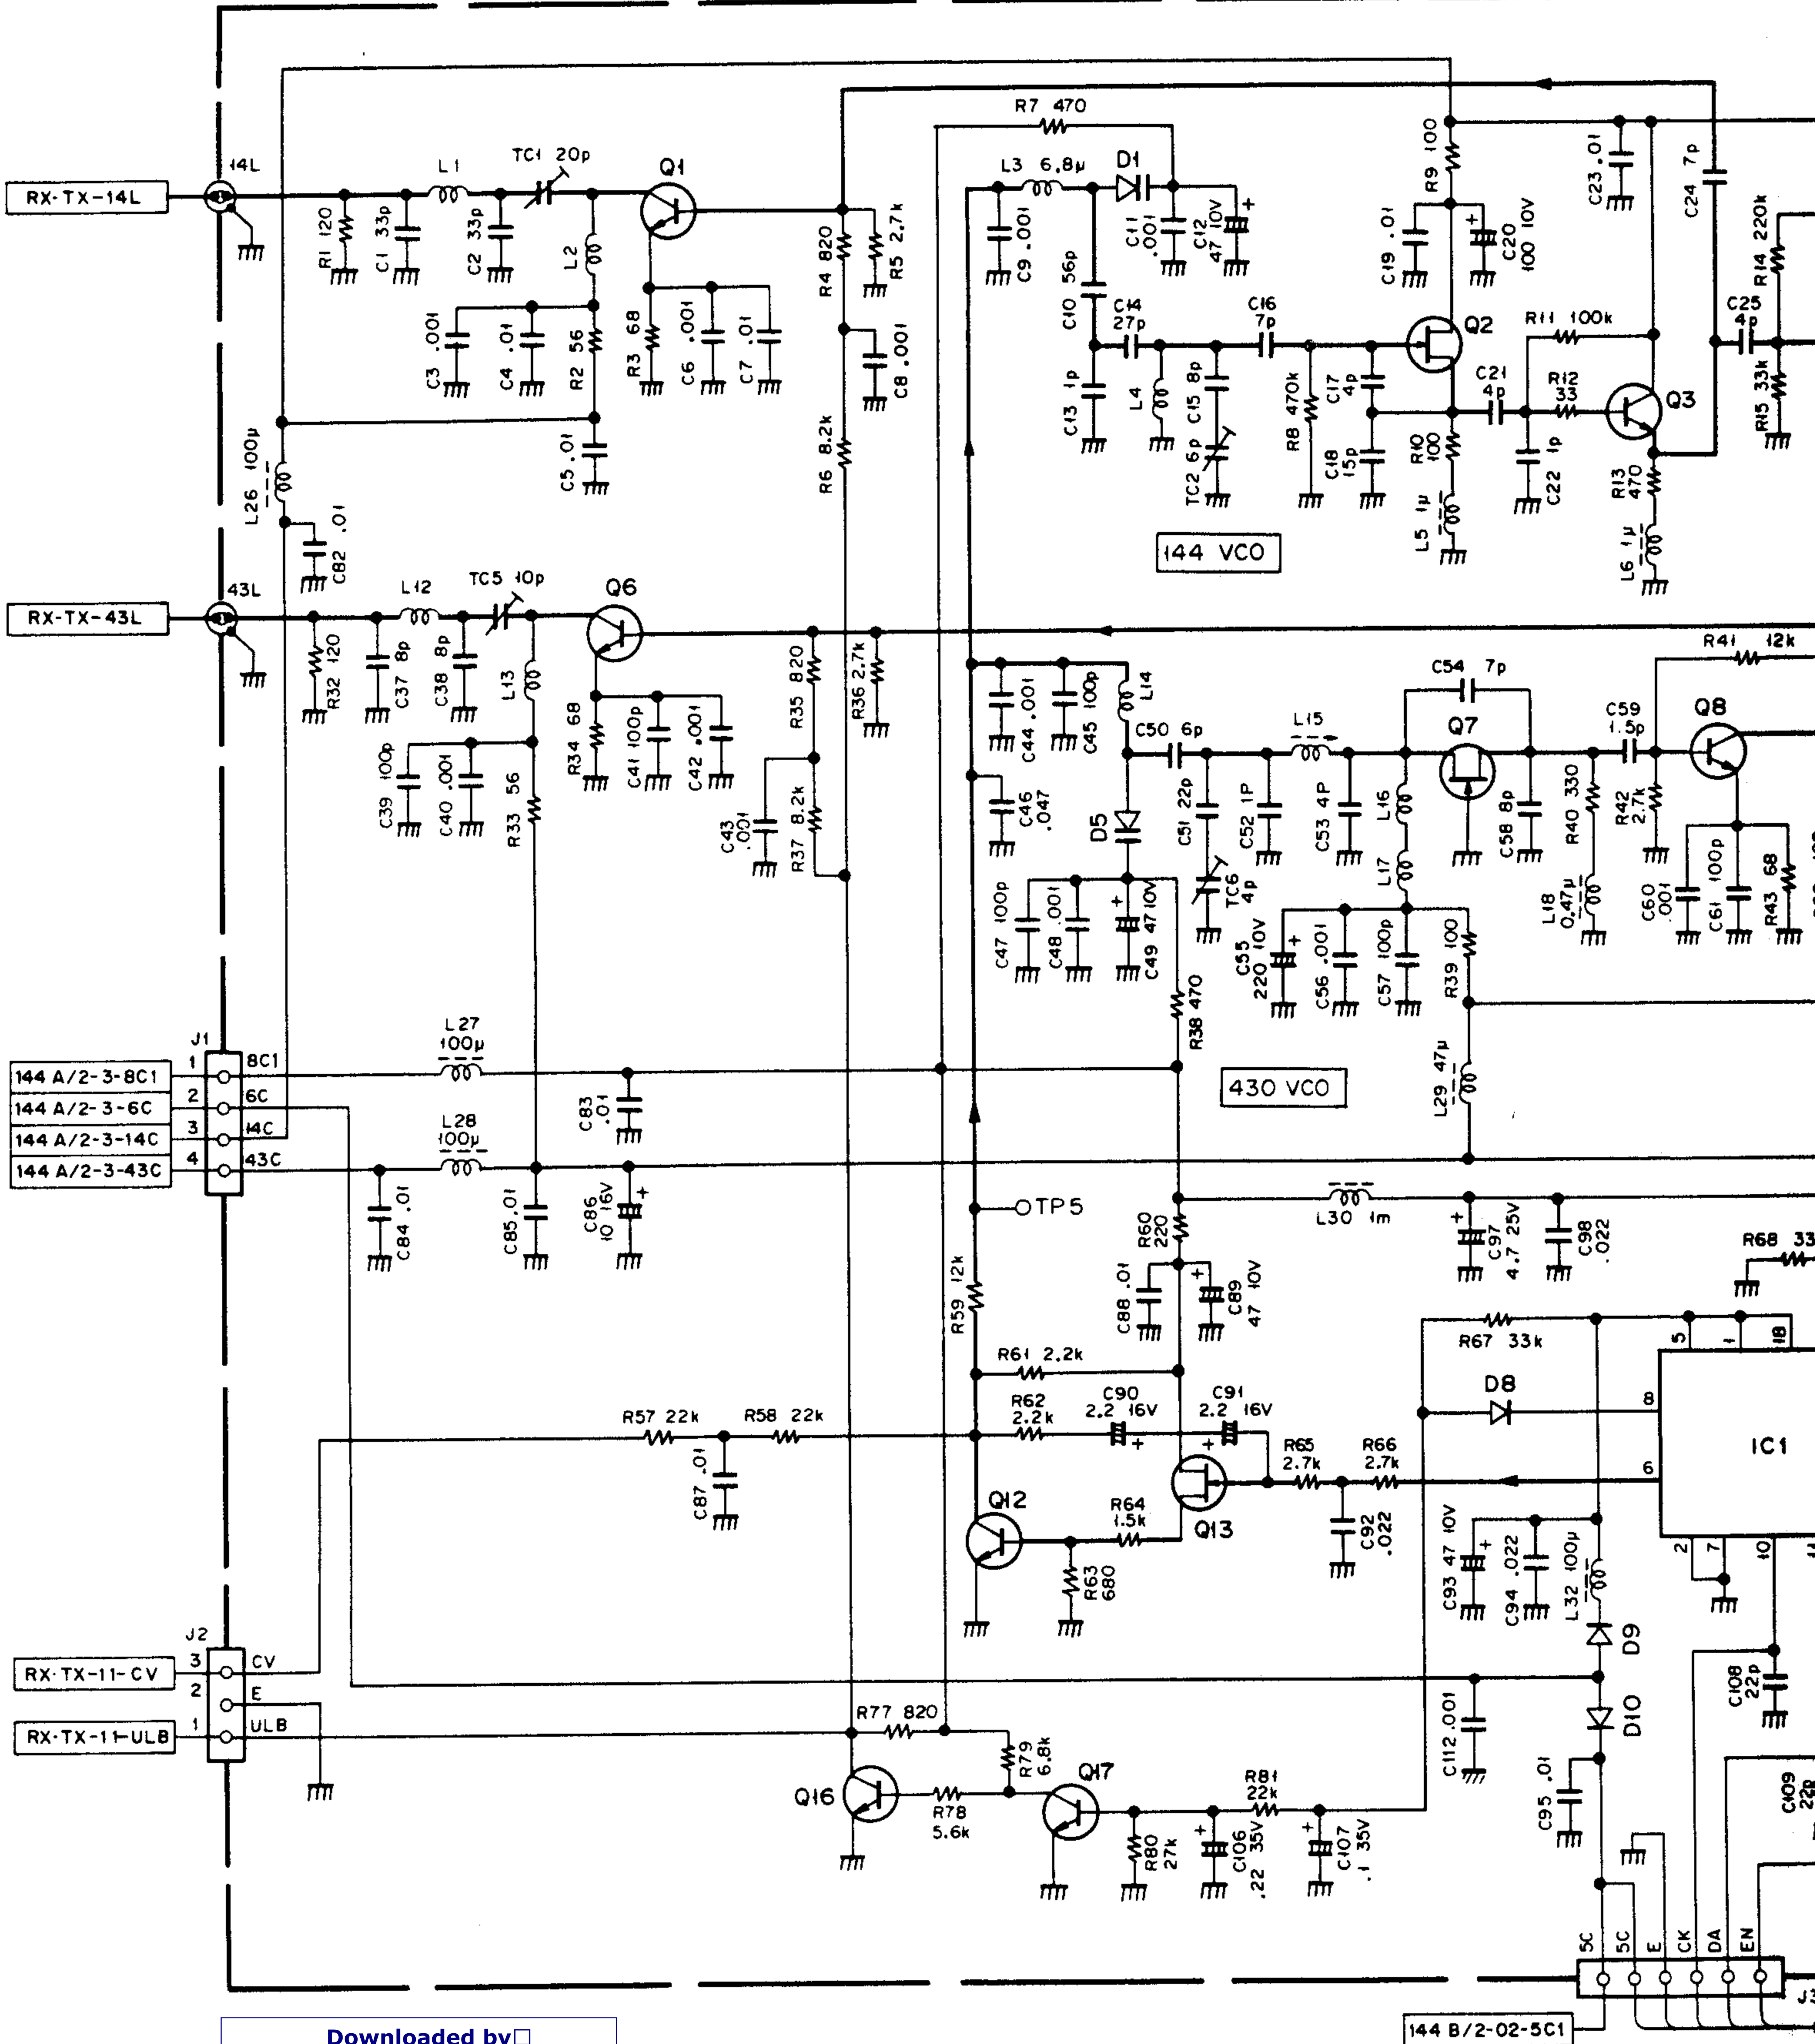 R7 470
14L
L1
TC1 20p
Q1
RX-TX-14L
R1 120
C1 33p
C2 33p
L2
R4 820
R5 2.7k
L3 6.8µ
D1
C9 .001
C11 .001
C12 47 10V
R9 100
C19 .01
C20 100 10V
C23 .01
C24 7p
R14 220k
C10 56p
C3 .001
C4 .01
R2 56
R3 68
C6 .001
C7 .01
C8 .001
C14 27p
C16 7p
Q2
R11 100k
C25 4p
C13 1p
L4
C15 8p
R8 470k
C17 4p
C21 4p
R12 33
Q3
R15 33k
L26 100µ
C5 .01
R6 8.2k
TC2 6p
C18 15p
R10 100
C22 1p
R13 470
C82 .01
144 VCO
L5 1µ
L6 1µ
RX-TX-43L
43L
L12
TC5 10p
Q6
R32 120
C37 8p
C38 8p
L13
R35 820
R36 2.7k
R41 12k
C54 7p
C44 .001
C45 100p
L14
C50 6p
L15
Q7
C59 1.5p
Q8
R34 68
C41 100p
C42 .001
C39 100p
C40 .001
R33 56
C43 .001
R37 8.2k
C46 .047
D5
C51 22p
C52 1P
C53 4P
L16
C58 8p
R40 330
R42 2.7k
L17
TC6 4p
C47 100p
C48 .001
C49 47 10V
C55 220 10V
C56 .001
C57 100p
R39 100
L18 0.47µ
C60 .001
C61 100p
R43 68
R38 470
J1
L27 100µ
144 A/2-3-8C1
1
8C1
144 A/2-3-6C
2
6C
144 A/2-3-14C
3
14C
144 A/2-3-43C
4
43C
C83 .01
L28 100µ
430 VCO
L29 47µ
C84 .01
C85 .01
C86 10 16V
TP5
R60 220
L30 1m
C97 4.7 25V
C98 .022
R68 33
R59 12k
C88 .01
C89 47 10V
R67 33k
5
1
18
R61 2.2k
D8
8
R57 22k
R58 22k
R62 2.2k
C90 2.2 16V
C91 2.2 16V
R65 2.7k
R66 2.7k
IC1
6
C87 .01
Q12
R64 1.5k
Q13
C92 .022
C93 47 10V
C94 .022
L32 100µ
2
7
10
11
R63 680
D9
J2
RX-TX-11-CV
3
CV
2
E
RX-TX-11-ULB
1
ULB
C108 22p
R77 820
R79 6.8k
C112 .001
D10
Q16
R78 5.6k
Q17
R81 22k
R80 27k
C106 .22 35V
C107 .1 35V
C95 .01
C109 22p
5C
5C
E
CK
DA
EN
J3
144 B/2-02-5C1
Downloaded by